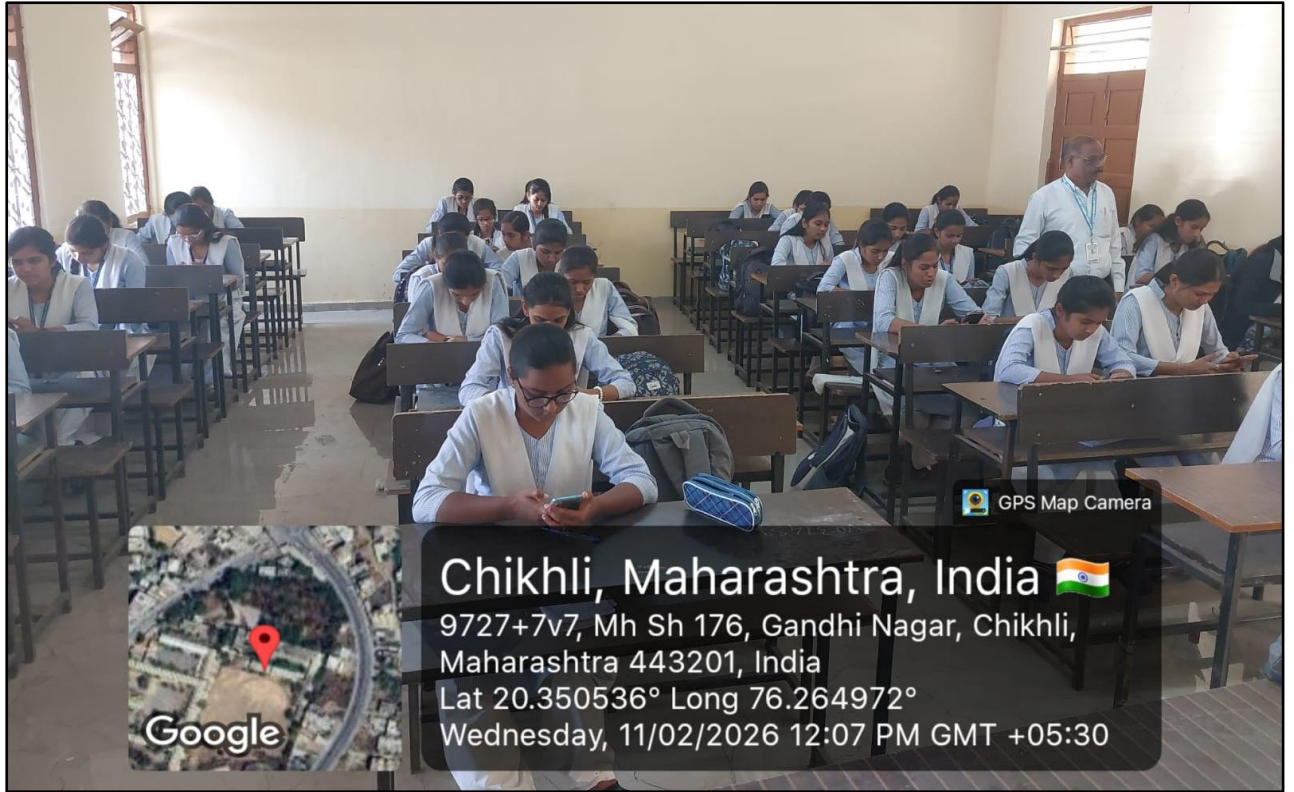 GPS Map Camera
Chikhli, Maharashtra, India 🇮🇳
9727+7v7, Mh Sh 176, Gandhi Nagar, Chikhli,
Maharashtra 443201, India
Lat 20.350536° Long 76.264972°
Wednesday, 11/02/2026 12:07 PM GMT +05:30
Google